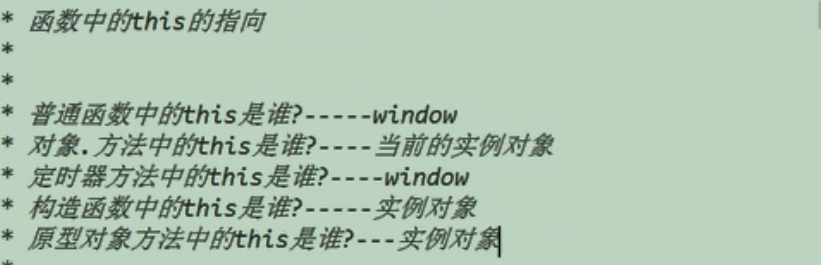 * 函数中的this的指向
*
*
* 普通函数中的this是谁?-----window
* 对象.方法中的this是谁?----当前的实例对象
* 定时器方法中的this是谁?----window
* 构造函数中的this是谁?-----实例对象
* 原型对象方法中的this是谁?---实例对象
*